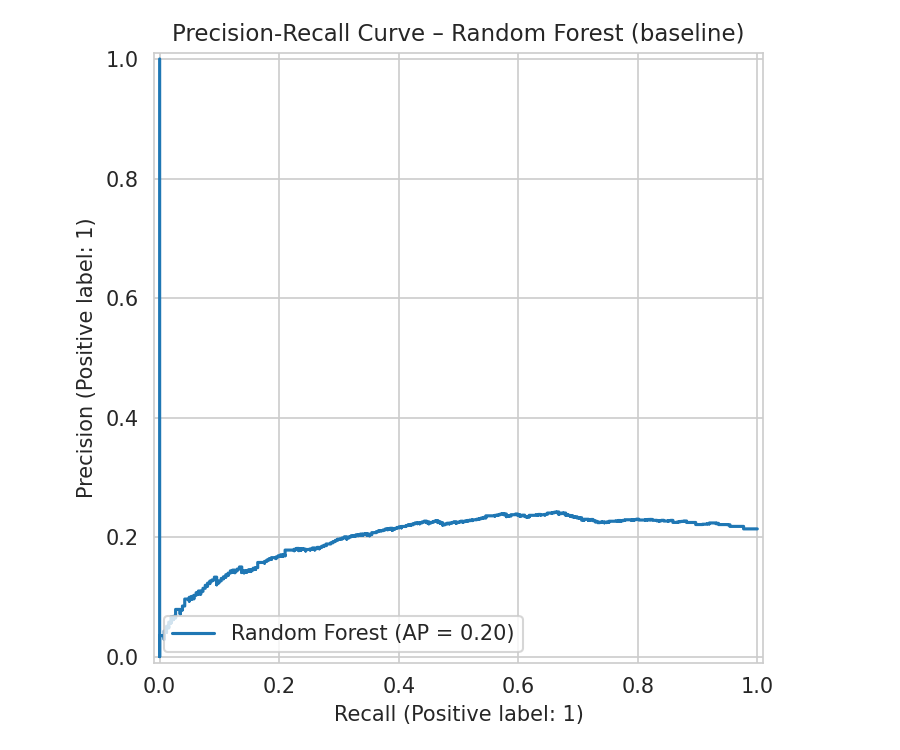 Precision-Recall Curve – Random Forest (baseline)
1.0
0.8
0.6
0.4
0.2
0.0
Precision (Positive label: 1)
Random Forest (AP = 0.20)
0.0 0.2 0.4 0.6 0.8 1.0
Recall (Positive label: 1)